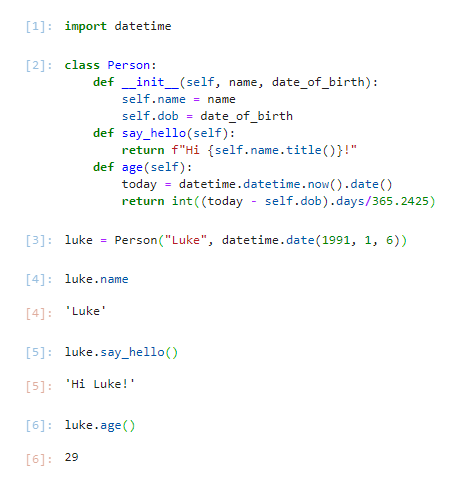 [1]: import datetime
[2]: class Person:
    def __init__(self, name, date_of_birth):
        self.name = name
        self.dob = date_of_birth
    def say_hello(self):
        return f"Hi {self.name.title()}!"
    def age(self):
        today = datetime.datetime.now().date()
        return int((today - self.dob).days/365.2425)
[3]: luke = Person("Luke", datetime.date(1991, 1, 6))
[4]: luke.name
[4]: 'Luke'
[5]: luke.say_hello()
[5]: 'Hi Luke!'
[6]: luke.age()
[6]: 29